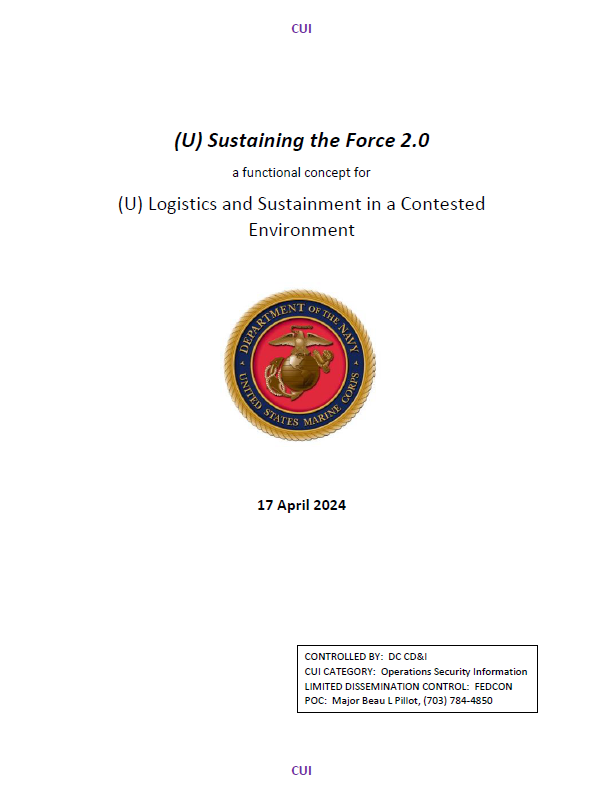 CUI
(U) Sustaining the Force 2.0
a functional concept for
(U) Logistics and Sustainment in a Contested
Environment
DEPARTMENT OF THE NAVY
UNITED STATES MARINE CORPS
17 April 2024
CONTROLLED BY: DC CD&I
CUI CATEGORY: Operations Security Information
LIMITED DISSEMINATION CONTROL: FEDCON
POC: Major Beau L Pillot, (703) 784-4850
CUI